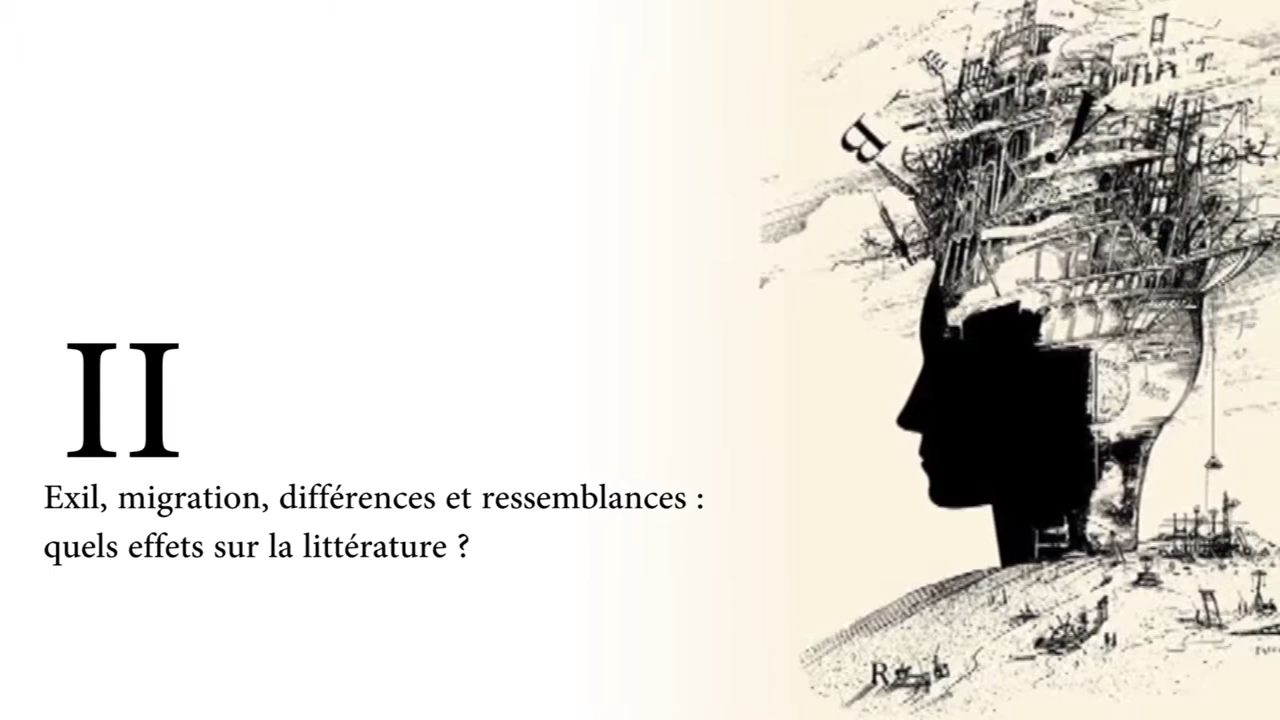 II
Exil, migration, différences et ressemblances :
quels effets sur la littérature ?
B
R